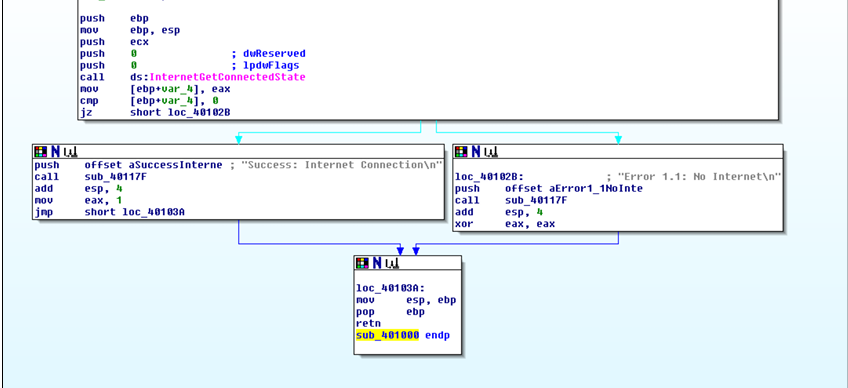 push ebp
mov ebp, esp
push ecx
push 0 ; dwReserved
push 0 ; lpdwFlags
call ds:InternetGetConnectedState
mov [ebp+var_4], eax
cmp [ebp+var_4], 0
jz short loc_40102B
push offset aSuccessInterne ; "Success: Internet Connection\n"
call sub_40117F
add esp, 4
mov eax, 1
jmp short loc_40103A
loc_40102B: ; "Error 1.1: No Internet\n"
push offset aError1_1NoInte
call sub_40117F
add esp, 4
xor eax, eax
loc_40103A:
mov esp, ebp
pop ebp
retn
sub_401000 endp